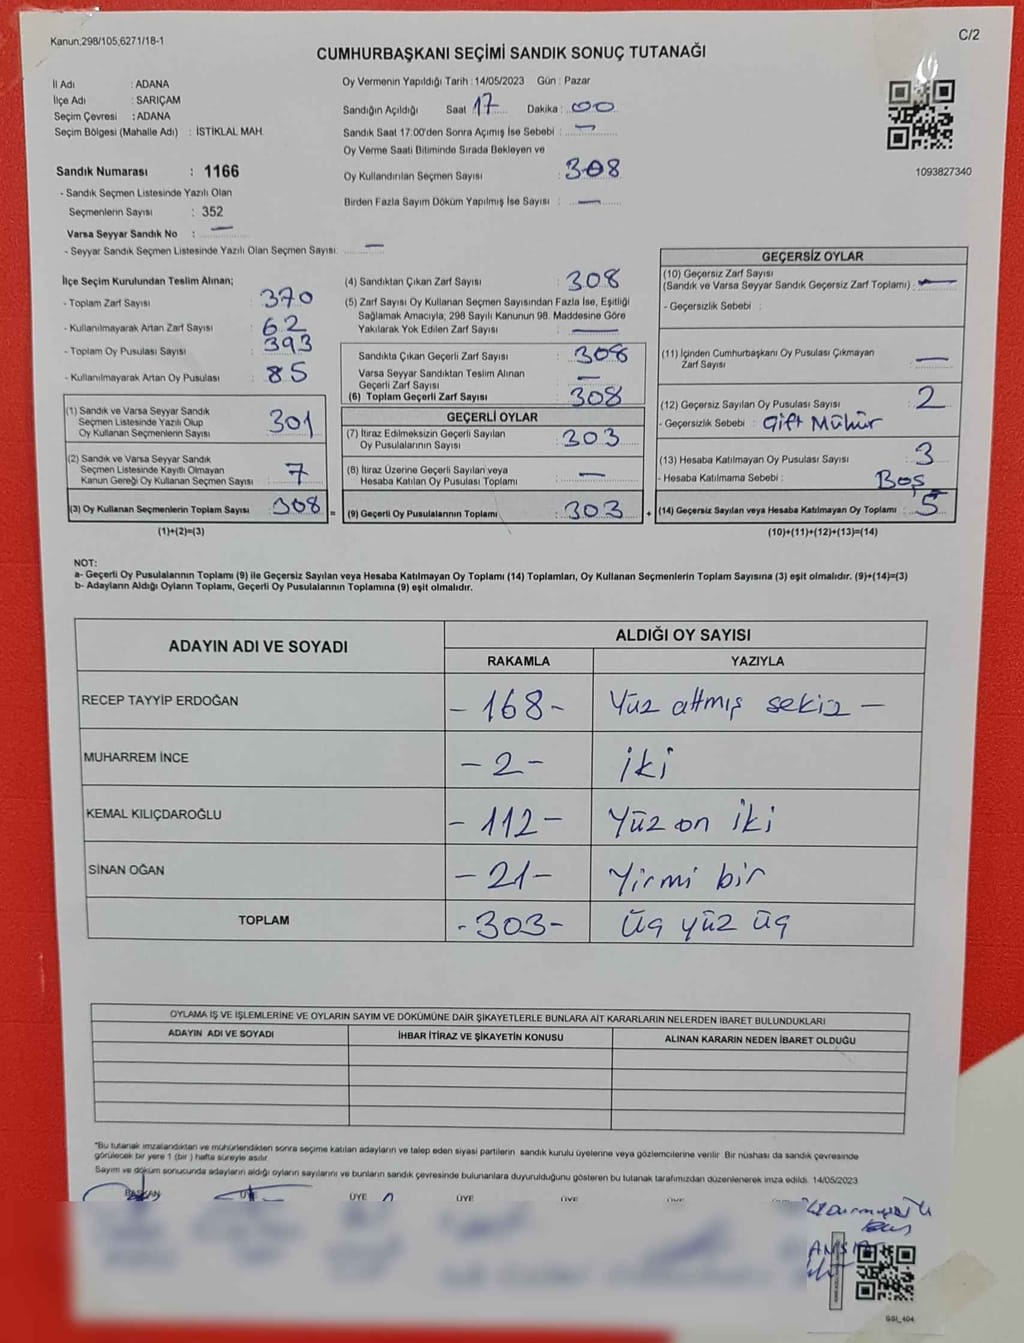 Kanun,298/105,6271/18-1
C/2
CUMHURBAŞKANI SEÇİMİ SANDIK SONUÇ TUTANAĞI
İl Adı : ADANA
İlçe Adı : SARIÇAM
Seçim Çevresi : ADANA
Seçim Bölgesi (Mahalle Adı) : İSTİKLAL MAH.
Oy Vermenin Yapıldığı Tarih : 14/05/2023 Gün : Pazar
Sandığın Açıldığı Saat 17 Dakika : 00
Sandık Saat 17:00'den Sonra Açımış İse Sebebi : —
Oy Verme Saati Bitiminde Sırada Bekleyen ve
Oy Kullandırılan Seçmen Sayısı : 308
Birden Fazla Sayım Döküm Yapılmış İse Sayısı : —
1093827340
Sandık Numarası : 1166
- Sandık Seçmen Listesinde Yazılı Olan
Seçmenlerin Sayısı : 352
Varsa Seyyar Sandık No : —
- Seyyar Sandık Seçmen Listesinde Yazılı Olan Seçmen Sayısı: —
İlçe Seçim Kurulundan Teslim Alınan;
- Toplam Zarf Sayısı : 370
- Kullanılmayarak Artan Zarf Sayısı : 62
- Toplam Oy Pusulası Sayısı : 393
- Kullanılmayarak Artan Oy Pusulası : 85
(1) Sandık ve Varsa Seyyar Sandık
Seçmen Listesinde Yazılı Olup
Oy Kullanan Seçmenlerin Sayısı : 301
(2) Sandık ve Varsa Seyyar Sandık
Seçmen Listesinde Kayıtlı Olmayan
Kanun Gereği Oy Kullanan Seçmen Sayısı : 7
(3) Oy Kullanan Seçmenlerin Toplam Sayısı : 308 =
(1)+(2)=(3)
(4) Sandıktan Çıkan Zarf Sayısı : 308
(5) Zarf Sayısı Oy Kullanan Seçmen Sayısından Fazla İse, Eşitliği
Sağlamak Amacıyla; 298 Sayılı Kanunun 98. Maddesine Göre
Yakılarak Yok Edilen Zarf Sayısı : —
Sandıkta Çıkan Geçerli Zarf Sayısı : 308
Varsa Seyyar Sandıktan Teslim Alınan
Geçerli Zarf Sayısı : —
(6) Toplam Geçerli Zarf Sayısı : 308
GEÇERLİ OYLAR
(7) İtiraz Edilmeksizin Geçerli Sayılan
Oy Pusulalarının Sayısı : 303
(8) İtiraz Üzerine Geçerli Sayılan veya
Hesaba Katılan Oy Pusulası Toplamı : —
(9) Geçerli Oy Pusulalarının Toplamı : 303 +
GEÇERSİZ OYLAR
(10) Geçersiz Zarf Sayısı
(Sandık ve Varsa Seyyar Sandık Geçersiz Zarf Toplamı) : —
- Geçersizlik Sebebi :
(11) İçinden Cumhurbaşkanı Oy Pusulası Çıkmayan
Zarf Sayısı : —
(12) Geçersiz Sayılan Oy Pusulası Sayısı : 2
- Geçersizlik Sebebi : Çift Mühür
(13) Hesaba Katılmayan Oy Pusulası Sayısı : 3
- Hesaba Katılmama Sebebi : Boş
(14) Geçersiz Sayılan veya Hesaba Katılmayan Oy Toplamı : 5
(10)+(11)+(12)+(13)=(14)
NOT:
a- Geçerli Oy Pusulalarının Toplamı (9) ile Geçersiz Sayılan veya Hesaba Katılmayan Oy Toplamı (14) Toplamları, Oy Kullanan Seçmenlerin Toplam Sayısına (3) eşit olmalıdır. (9)+(14)=(3)
b- Adayların Aldığı Oyların Toplamı, Geçerli Oy Pusulalarının Toplamına (9) eşit olmalıdır.
ADAYIN ADI VE SOYADI
ALDIĞI OY SAYISI
RAKAMLA YAZIYLA
RECEP TAYYİP ERDOĞAN -168- Yüz altmış sekiz —
MUHARREM İNCE -2- iki
KEMAL KILIÇDAROĞLU -112- Yüz on iki
SİNAN OĞAN -21- Yirmi bir
TOPLAM -303- Üç yüz üç
OYLAMA İŞ VE İŞLEMLERİNE VE OYLARIN SAYIM VE DÖKÜMÜNE DAİR ŞİKAYETLERLE BUNLARA AİT KARARLARIN NELERDEN İBARET BULUNDUKLARI
ADAYIN ADI VE SOYADI İHBAR İTİRAZ VE ŞİKAYETİN KONUSU ALINAN KARARIN NEDEN İBARET OLDUĞU
*Bu tutanak imzalandıktan ve mühürlendikten sonra seçime katılan adayların ve talep eden siyasi partilerin sandık kurulu üyelerine veya gözlemcilerine verilir. Bir nüshası da sandık çevresinde
görülecek bir yere 1 (bir ) hafta süreyle asılır.
Sayım ve döküm sonucunda adayların aldığı oyların sayılarını ve bunların sandık çevresinde bulunanlara duyurulduğunu gösteren bu tutanak tarafımızdan düzenlenerek imza edildi. 14/05/2023
BAŞKAN ÜYE ÜYE ÜYE ÜYE